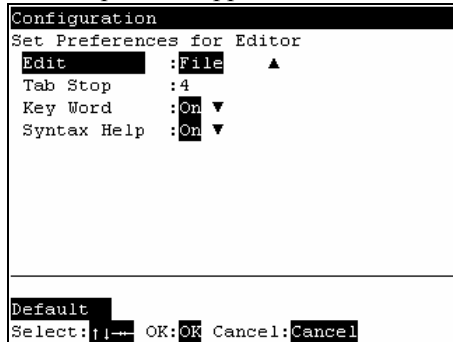 Configuration
Set Preferences for Editor
Edit :File ▲
Tab Stop :4
Key Word :On ▼
Syntax Help :On ▼
Default
Select:↑↓→← OK:OK Cancel:Cancel